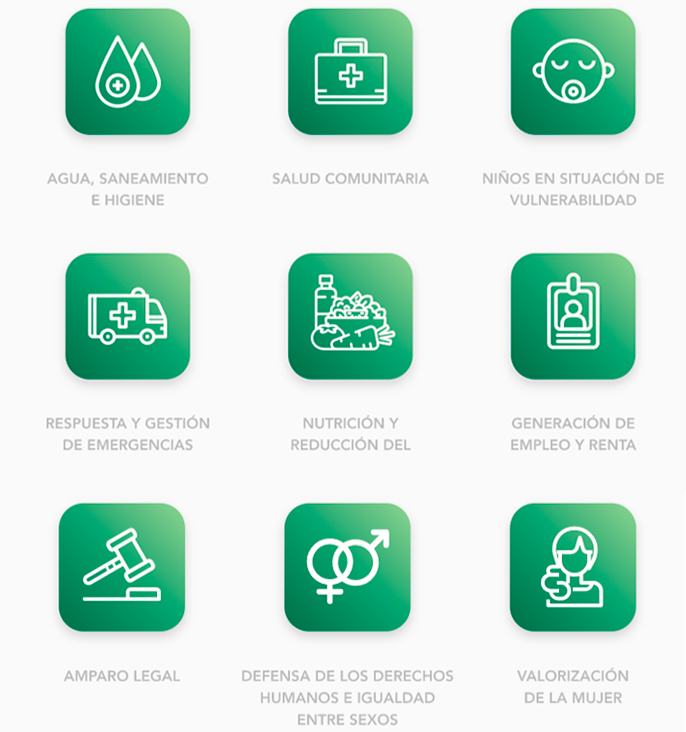 AGUA, SANEAMIENTO
E HIGIENE
SALUD COMUNITARIA
NIÑOS EN SITUACIÓN DE
VULNERABILIDAD
RESPUESTA Y GESTIÓN
DE EMERGENCIAS
NUTRICIÓN Y
REDUCCIÓN DEL
GENERACIÓN DE
EMPLEO Y RENTA
AMPARO LEGAL
DEFENSA DE LOS DERECHOS
HUMANOS E IGUALDAD
ENTRE SEXOS
VALORIZACIÓN
DE LA MUJER